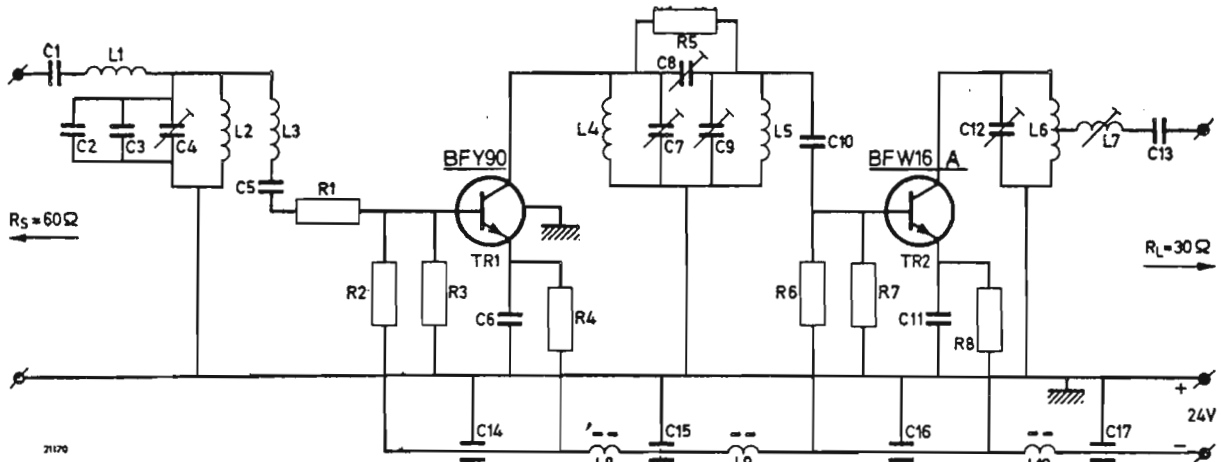 C1
L1
C2
C3
C4
L2
L3
C5
R1
R2
R3
BFY90
TR1
C6
R4
L4
C7
C8
R5
C9
L5
C10
R6
R7
BFW16 A
TR2
C11
R8
C12
L6
L7
C13
RS=60Ω
RL=30Ω
C14
C15
C16
C17
+
24V
−
21170